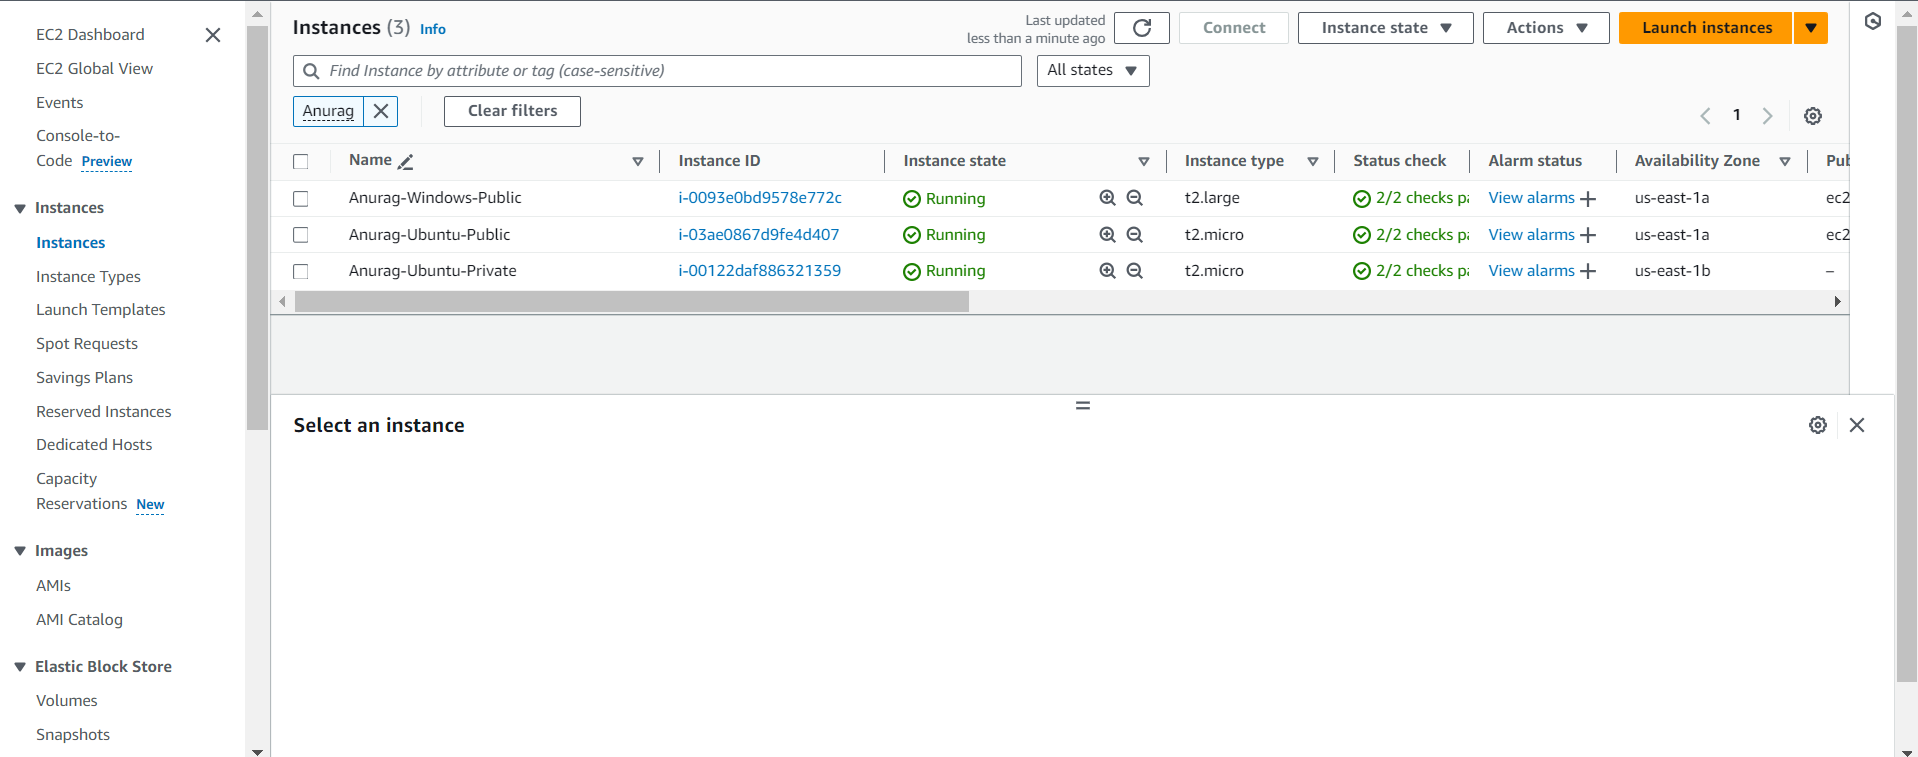 EC2 Dashboard
EC2 Global View
Events
Console-to-
Code Preview
Instances
Instances
Instance Types
Launch Templates
Spot Requests
Savings Plans
Reserved Instances
Dedicated Hosts
Capacity
Reservations New
Images
AMIs
AMI Catalog
Elastic Block Store
Volumes
Snapshots
Instances (3) Info
Last updated
less than a minute ago
Connect
Instance state
Actions
Launch instances
Find Instance by attribute or tag (case-sensitive)
All states
Anurag
Clear filters
1
Name Instance ID Instance state Instance type Status check Alarm status Availability Zone Pub
Anurag-Windows-Public i-0093e0bd9578e772c Running t2.large 2/2 checks pa View alarms + us-east-1a ec2
Anurag-Ubuntu-Public i-03ae0867d9fe4d407 Running t2.micro 2/2 checks pa View alarms + us-east-1a ec2
Anurag-Ubuntu-Private i-00122daf886321359 Running t2.micro 2/2 checks pa View alarms + us-east-1b –
Select an instance